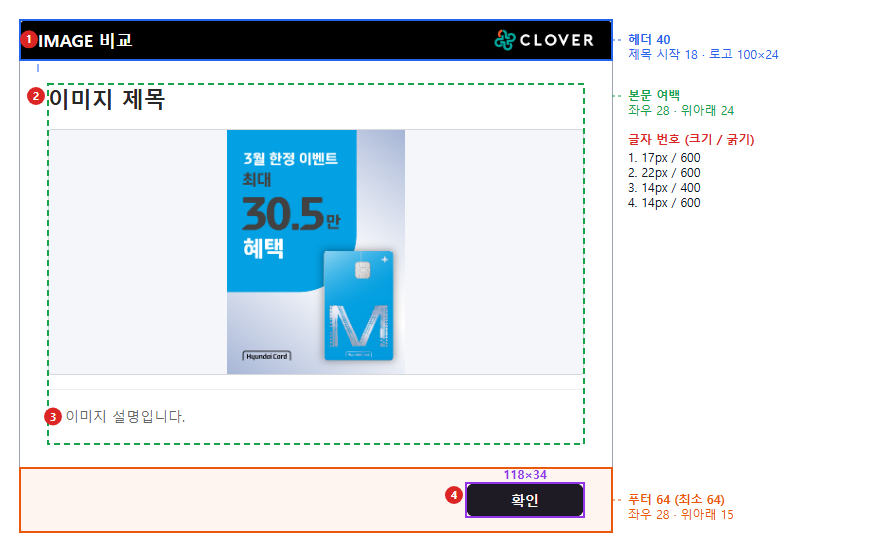 1 IMAGE 비교
CLOVER
헤더 40
제목 시작 18 · 로고 100×24
2 이미지 제목
본문 여백
좌우 28 · 위아래 24
글자 번호 (크기 / 굵기)
1. 17px / 600
2. 22px / 600
3. 14px / 400
4. 14px / 600
3월 한정 이벤트
최대
30.5만
혜택
M
Hyundai Card
3 이미지 설명입니다.
118×34
4 확인
푸터 64 (최소 64)
좌우 28 · 위아래 15